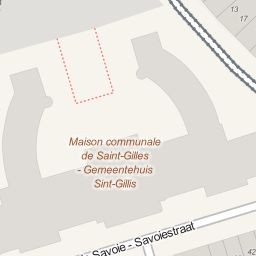 13
17
Maison communale
de Saint-Gilles
- Gemeentehuis
Sint-Gillis
Savoie - Savoiestraat